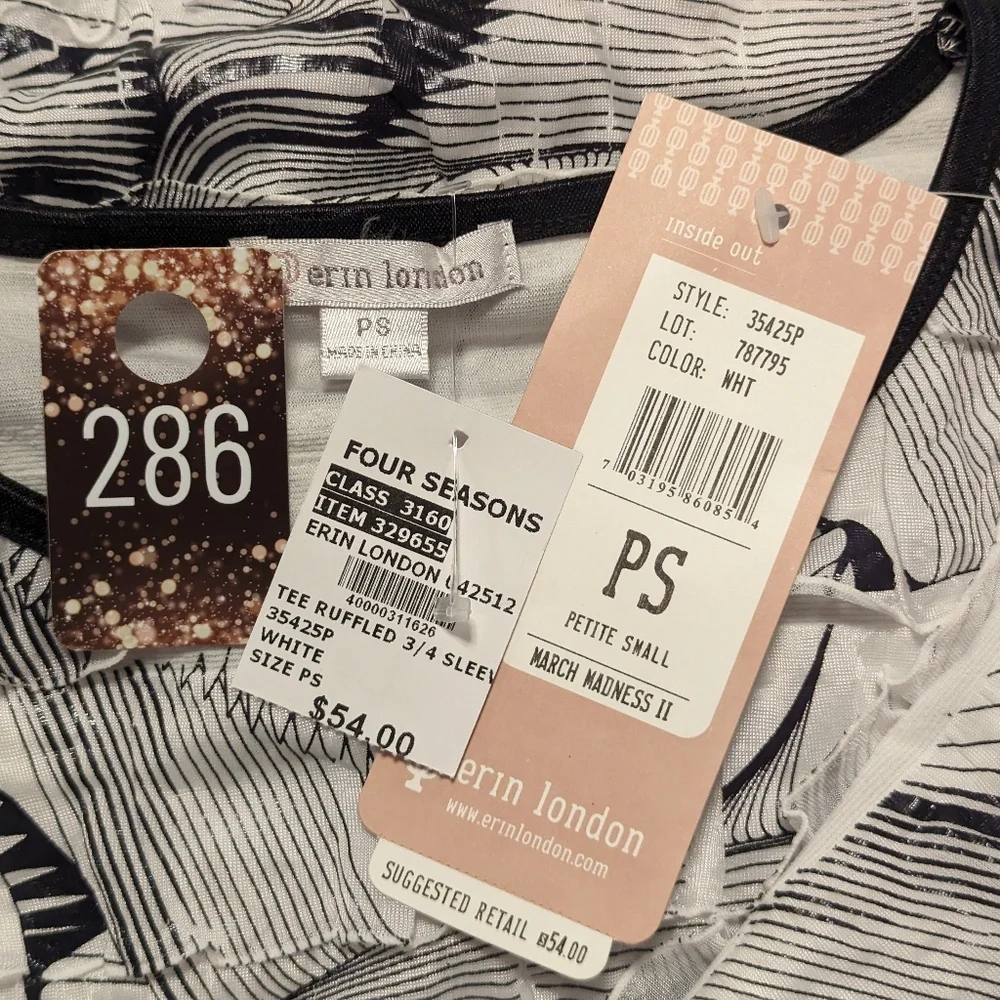 erin london
PS
MADE IN CHINA
286
FOUR SEASONS
CLASS 3160
ITEM 329655
ERIN LONDON 042512
40000311626
TEE RUFFLED 3/4 SLEEV
35425P
WHITE
SIZE PS
$54.00
inside out
STYLE: 35425P
LOT: 787795
COLOR: WHT
7 03195 86085 4
PS
PETITE SMALL
MARCH MADNESS II
erin london
www.erinlondon.com
SUGGESTED RETAIL $54.00